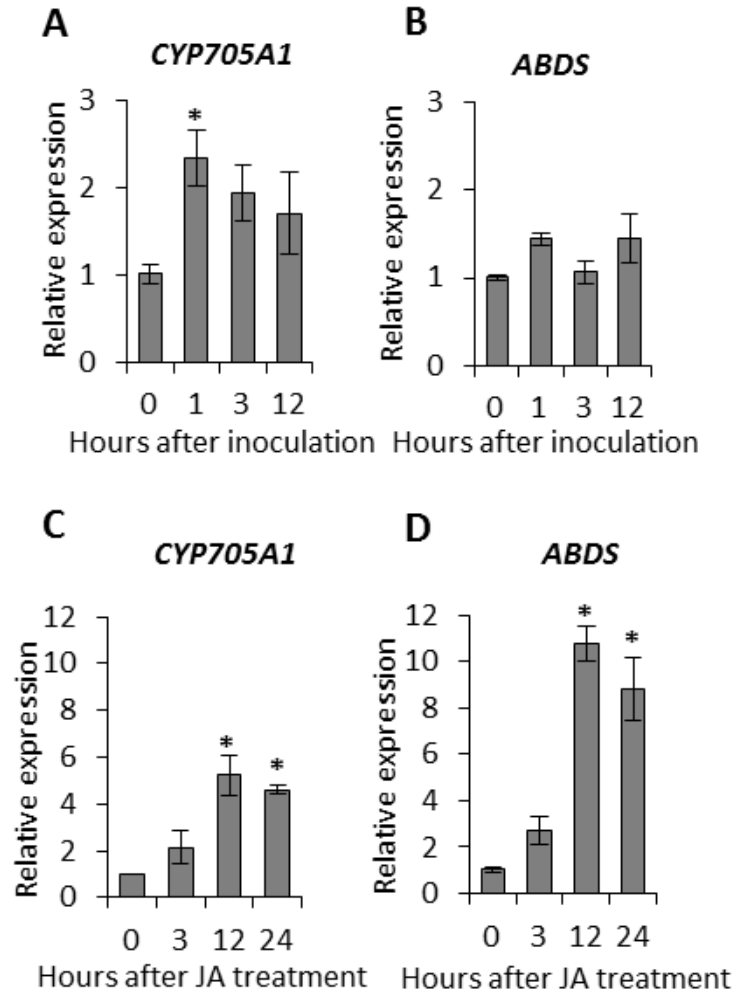 A
CYP705A1
Relative expression
3
2
1
0
*
0 1 3 12
Hours after inoculation
B
ABDS
Relative expression
3
2
1
0
0 1 3 12
Hours after inoculation
C
CYP705A1
Relative expression
12
10
8
6
4
2
0
* *
0 3 12 24
Hours after JA treatment
D
ABDS
Relative expression
12
10
8
6
4
2
0
* *
0 3 12 24
Hours after JA treatment